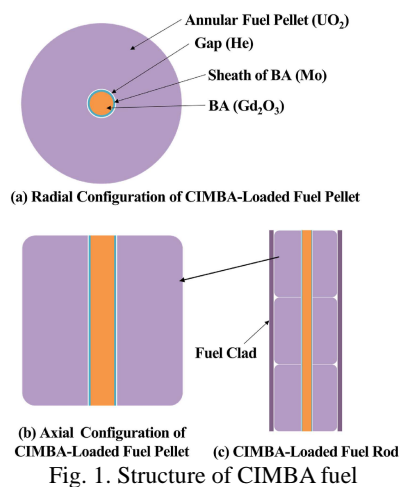 Annular Fuel Pellet (UO₂)
Gap (He)
Sheath of BA (Mo)
BA (Gd₂O₃)
(a) Radial Configuration of CIMBA-Loaded Fuel Pellet
Fuel Clad
(b) Axial Configuration of
CIMBA-Loaded Fuel Pellet
(c) CIMBA-Loaded Fuel Rod
Fig. 1. Structure of CIMBA fuel